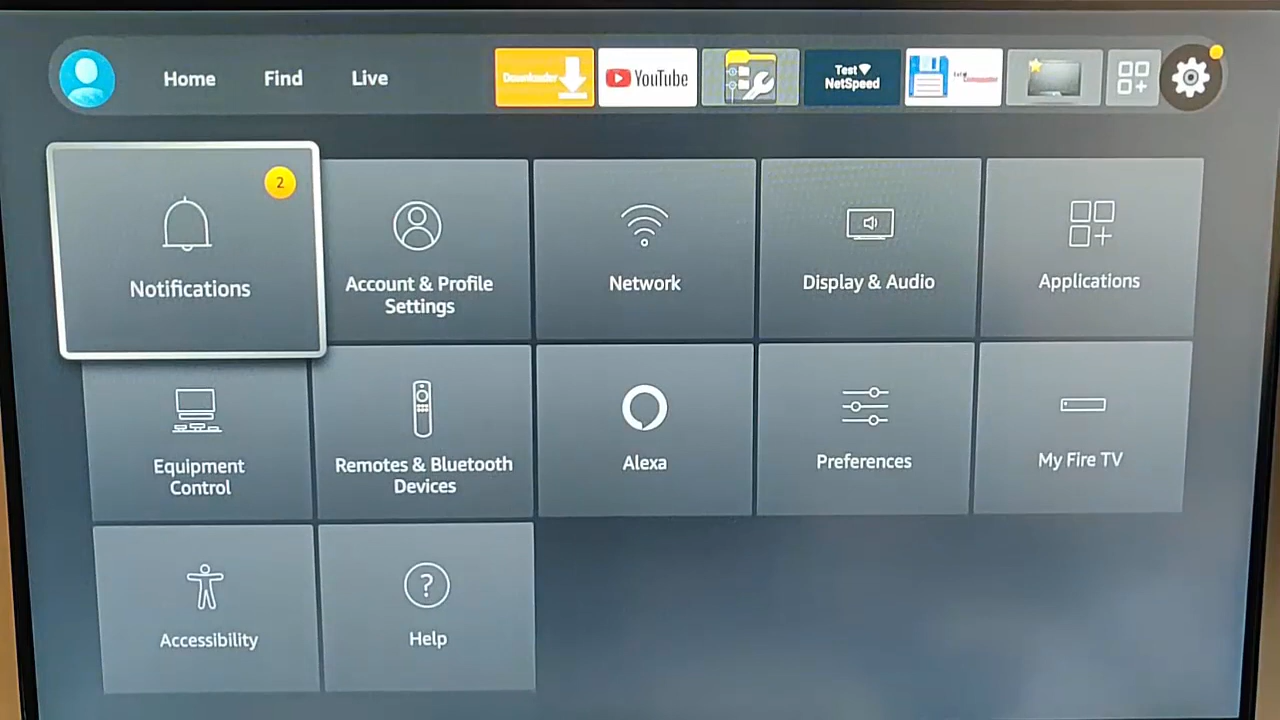 Home
Find
Live
Downloader
YouTube
Test
NetSpeed
2
Notifications
Account & Profile
Settings
Network
Display & Audio
Applications
Equipment
Control
Remotes & Bluetooth
Devices
Alexa
Preferences
My Fire TV
Accessibility
?
Help